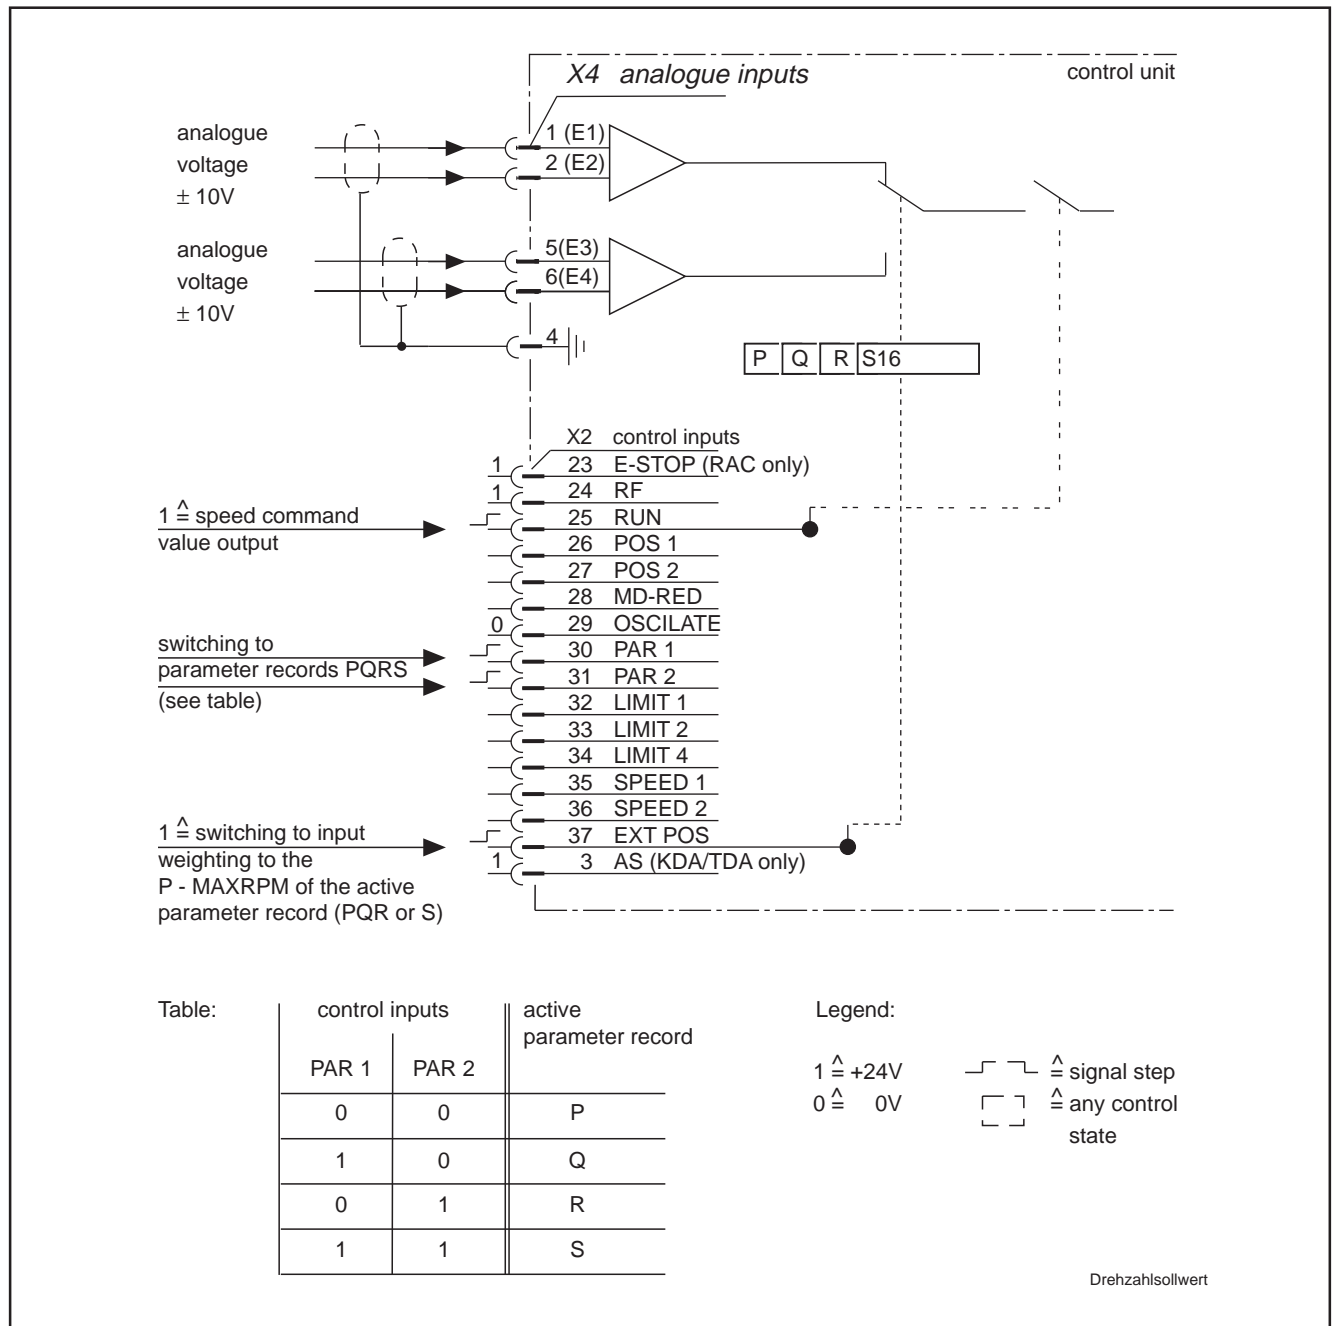 X4 analogue inputs
control unit
analogue
voltage
± 10V
1 (E1)
2 (E2)
analogue
voltage
± 10V
5(E3)
6(E4)
4
P Q R S16
X2 control inputs
1 23 E-STOP (RAC only)
1 24 RF
25 RUN
26 POS 1
27 POS 2
28 MD-RED
0 29 OSCILATE
30 PAR 1
31 PAR 2
32 LIMIT 1
33 LIMIT 2
34 LIMIT 4
35 SPEED 1
36 SPEED 2
37 EXT POS
1 3 AS (KDA/TDA only)
1 ≙ speed command
value output
switching to
parameter records PQRS
(see table)
1 ≙ switching to input
weighting to the
P - MAXRPM of the active
parameter record (PQR or S)
Table:
control inputs
active
parameter record
PAR 1 PAR 2
0 0 P
1 0 Q
0 1 R
1 1 S
Legend:
1 ≙ +24V
0 ≙ 0V
≙ signal step
≙ any control
state
Drehzahlsollwert